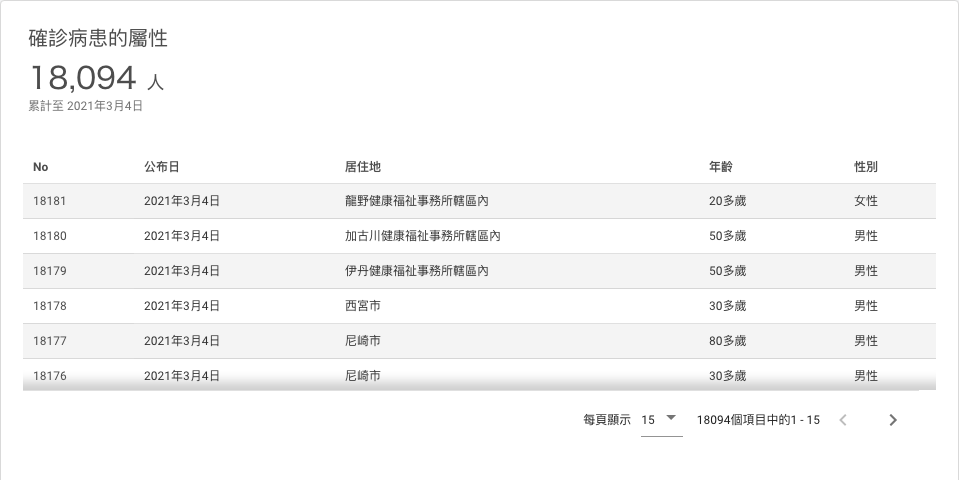 確診病患的屬性
18,094 人
累計至 2021年3月4日
No 公布日 居住地 年齡 性別
18181 2021年3月4日 龍野健康福祉事務所轄區內 20多歲 女性
18180 2021年3月4日 加古川健康福祉事務所轄區內 50多歲 男性
18179 2021年3月4日 伊丹健康福祉事務所轄區內 50多歲 男性
18178 2021年3月4日 西宮市 30多歲 男性
18177 2021年3月4日 尼崎市 80多歲 男性
18176 2021年3月4日 尼崎市 30多歲 男性
每頁顯示 15 18094個項目中的1 - 15